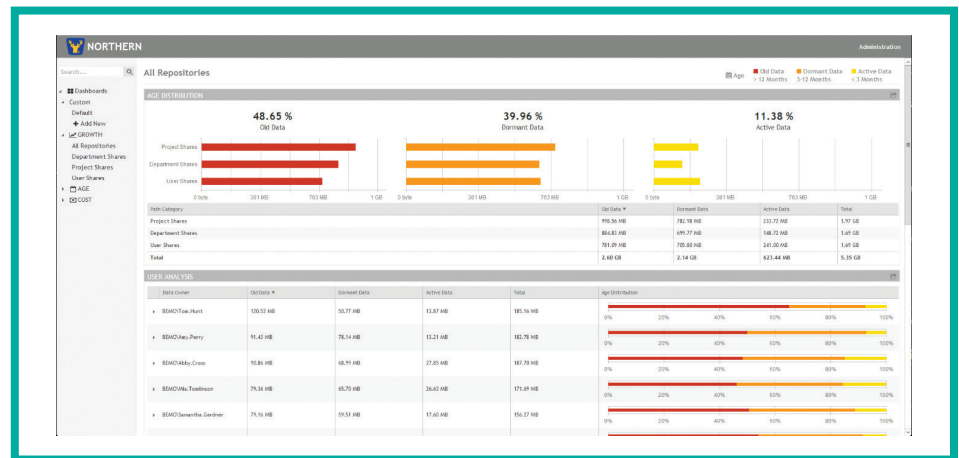 NORTHERN
Administration
Search...
Dashboards
Custom
Default
+ Add New
GROWTH
All Repositories
Department Shares
Project Shares
User Shares
AGE
COST
All Repositories
Age
Old Data
> 12 Months
Dormant Data
3-12 Months
Active Data
< 3 Months
AGE DISTRIBUTION
48.65 %
Old Data
39.96 %
Dormant Data
11.38 %
Active Data
Project Shares
Department Shares
User Shares
0 byte 381 MB 763 MB 1 GB
0 byte 381 MB 763 MB 1 GB
0 byte 381 MB 763 MB 1 GB
Path Category Old Data Dormant Data Active Data Total
Project Shares 998.56 MB 782.98 MB 233.72 MB 1.97 GB
Department Shares 884.83 MB 699.77 MB 148.72 MB 1.69 GB
User Shares 781.09 MB 705.80 MB 241.00 MB 1.69 GB
Total 2.60 GB 2.14 GB 623.44 MB 5.35 GB
USER ANALYSIS
Data Owner Old Data Dormant Data Active Data Total Age Distribution
BEMO\Tom.Hunt 120.52 MB 50.77 MB 13.87 MB 185.16 MB
0% 20% 40% 60% 80% 100%
BEMO\Amy.Perry 91.43 MB 78.14 MB 13.21 MB 182.78 MB
0% 20% 40% 60% 80% 100%
BEMO\Abby.Cross 90.86 MB 68.99 MB 27.85 MB 187.70 MB
0% 20% 40% 60% 80% 100%
BEMO\Mia.Tomlinson 79.36 MB 65.70 MB 26.63 MB 171.69 MB
0% 20% 40% 60% 80% 100%
BEMO\Samantha.Gardner 79.16 MB 59.51 MB 17.60 MB 156.27 MB
0% 20% 40% 60% 80% 100%